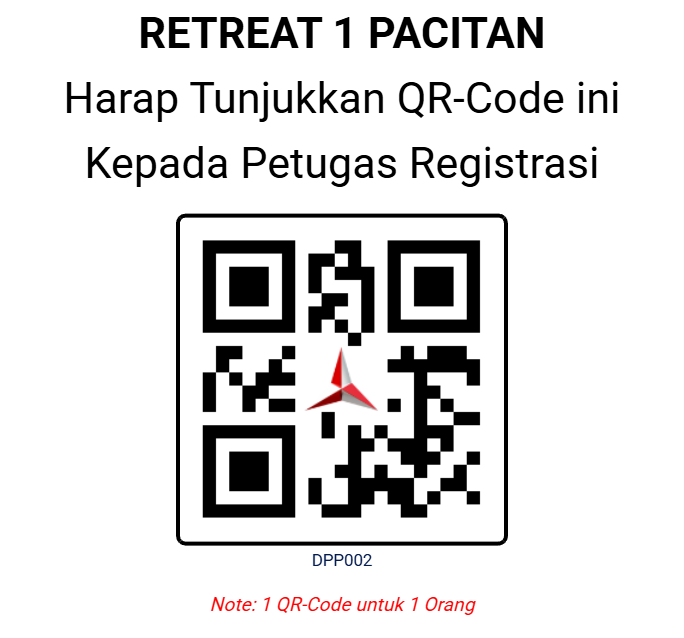 RETREAT 1 PACITAN
Harap Tunjukkan QR-Code ini
Kepada Petugas Registrasi
DPP002
Note: 1 QR-Code untuk 1 Orang